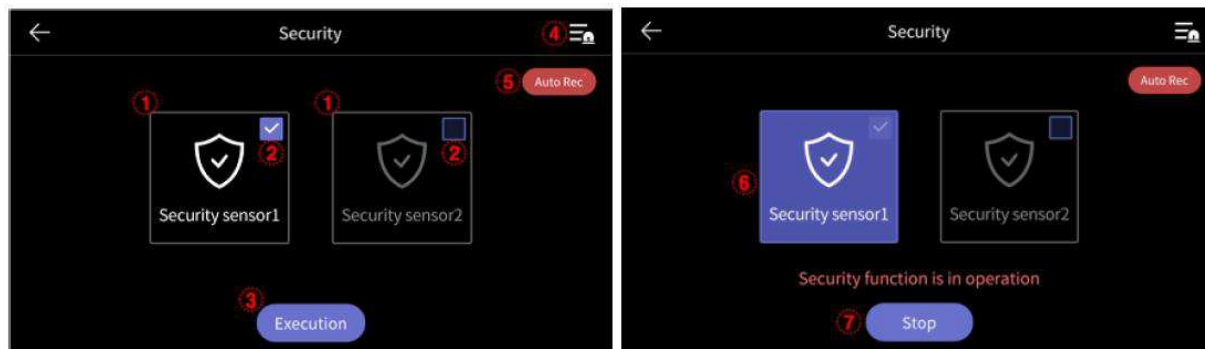 Security ④
⑤ Auto Rec
① ①
② ②
Security sensor1 Security sensor2
③
Execution
Security
Auto Rec
⑥
Security sensor1 Security sensor2
Security function is in operation
⑦ Stop